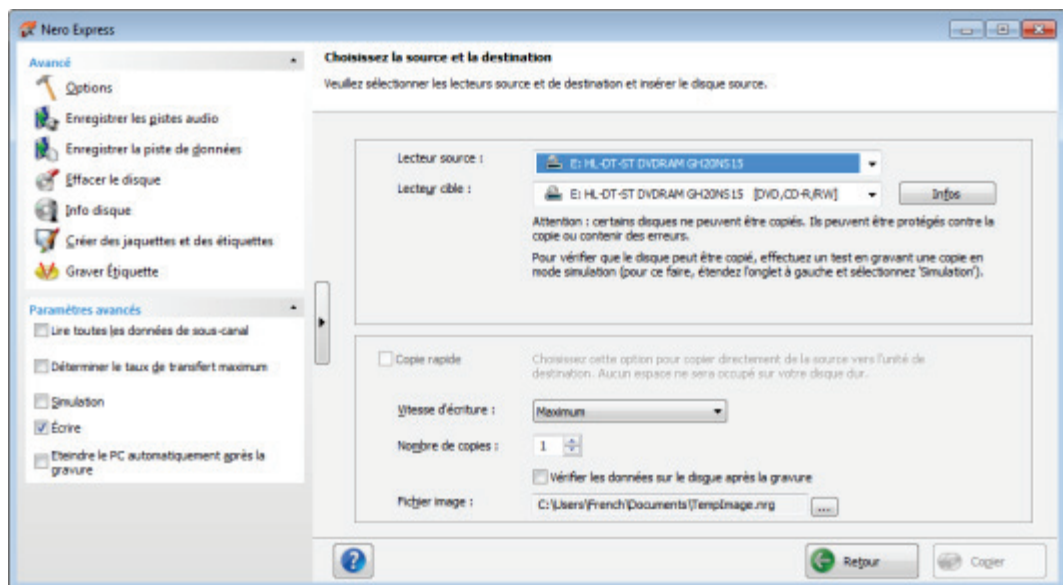 Nero Express
Avancé
Options
Enregistrer les pistes audio
Enregistrer la piste de données
Effacer le disque
Info disque
Créer des jaquettes et des étiquettes
Graver Étiquette
Paramètres avancés
Lire toutes les données de sous-canal
Déterminer le taux de transfert maximum
Simulation
Écrire
Eteindre le PC automatiquement après la
gravure
Choisissez la source et la destination
Veuillez sélectionner les lecteurs source et de destination et insérer le disque source.
Lecteur source :
E: HL-DT-ST DVDRAM GH20NS15
Lecteur cible :
E: HL-DT-ST DVDRAM GH20NS15 [DVD,CD-R/RW]
Infos
Attention : certains disques ne peuvent être copiés. Ils peuvent être protégés contre la
copie ou contenir des erreurs.
Pour vérifier que le disque peut être copié, effectuez un test en gravant une copie en
mode simulation (pour ce faire, étendez l'onglet à gauche et sélectionnez 'Simulation').
Copie rapide
Choisissez cette option pour copier directement de la source vers l'unité de
destination. Aucun espace ne sera occupé sur votre disque dur.
Vitesse d'écriture :
Maximum
Nombre de copies :
1
Vérifier les données sur le disque après la gravure
Fichier image :
C:\Users\French\Documents\TempImage.nrg
...
?
Retour
Copier